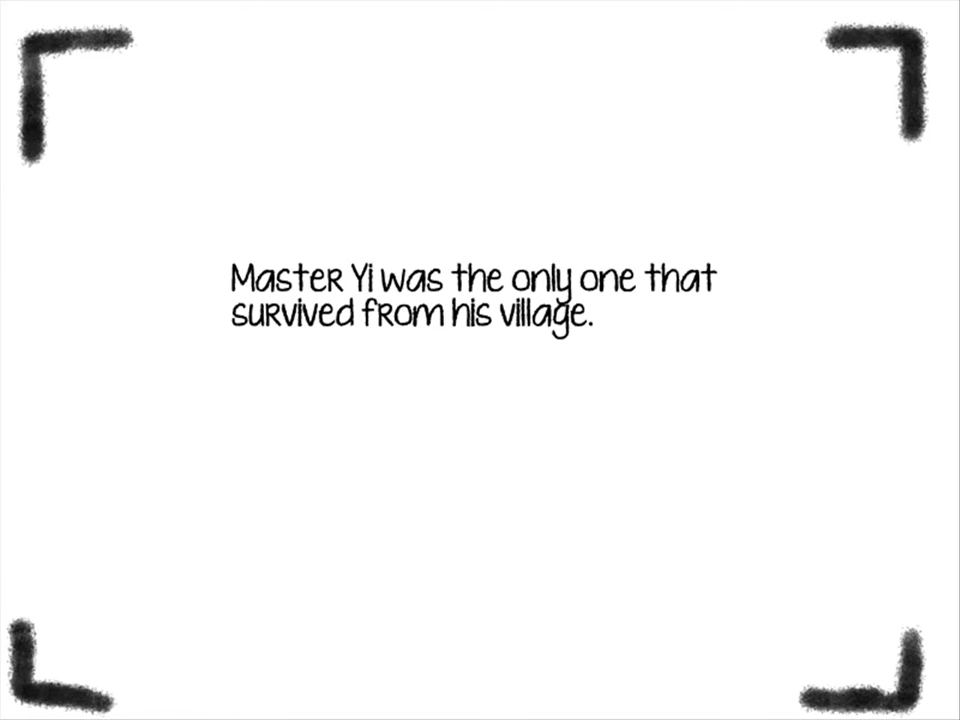 Master Yi was the only one that
survived from his village.